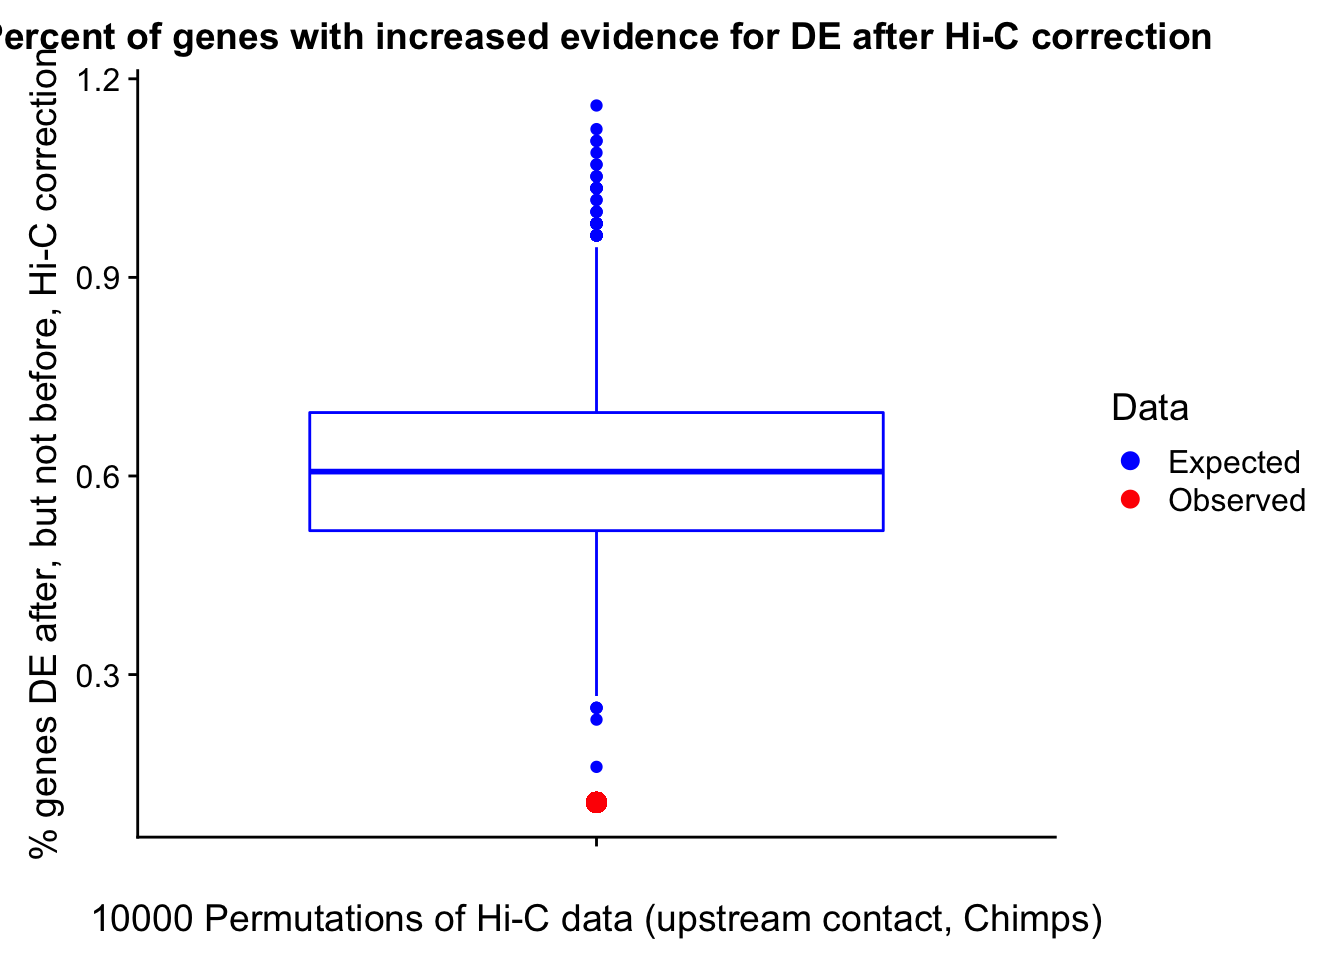 Percent of genes with increased evidence for DE after Hi-C correction
% genes DE after, but not before, Hi-C correction
1.2
0.9
0.6
0.3
Data
Expected
Observed
10000 Permutations of Hi-C data (upstream contact, Chimps)